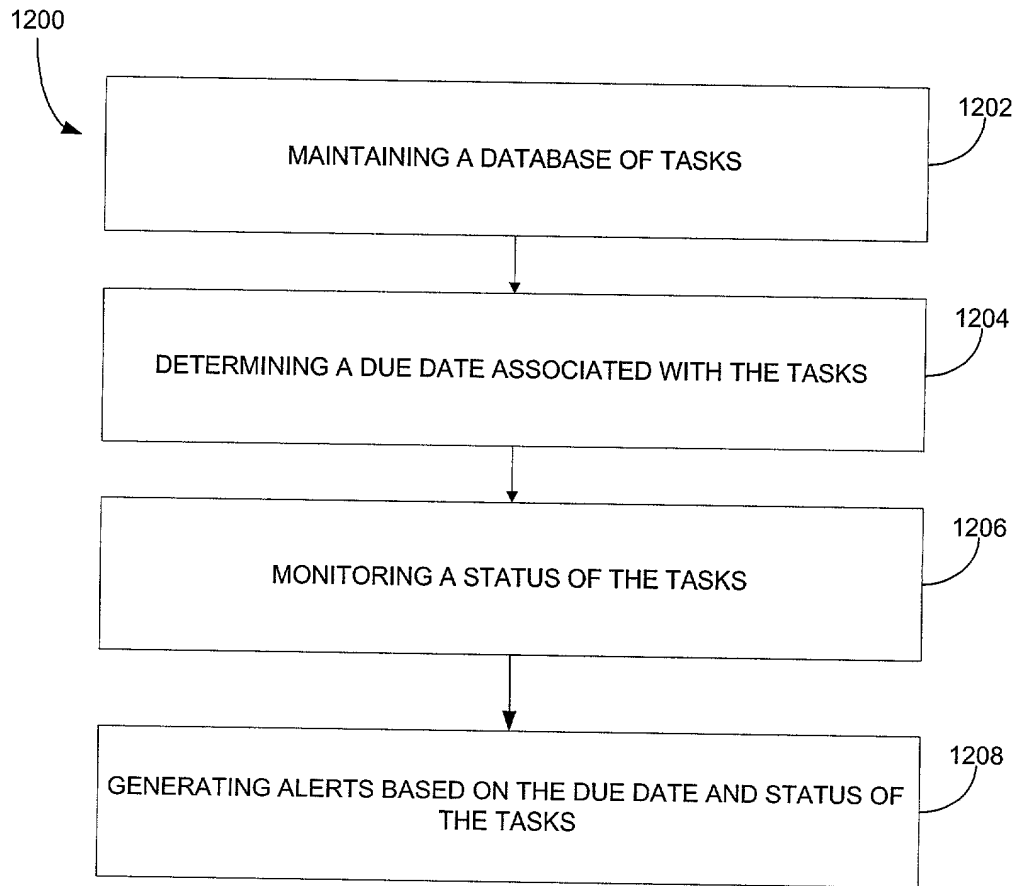 1200
1202
MAINTAINING A DATABASE OF TASKS
1204
DETERMINING A DUE DATE ASSOCIATED WITH THE TASKS
1206
MONITORING A STATUS OF THE TASKS
1208
GENERATING ALERTS BASED ON THE DUE DATE AND STATUS OF
THE TASKS